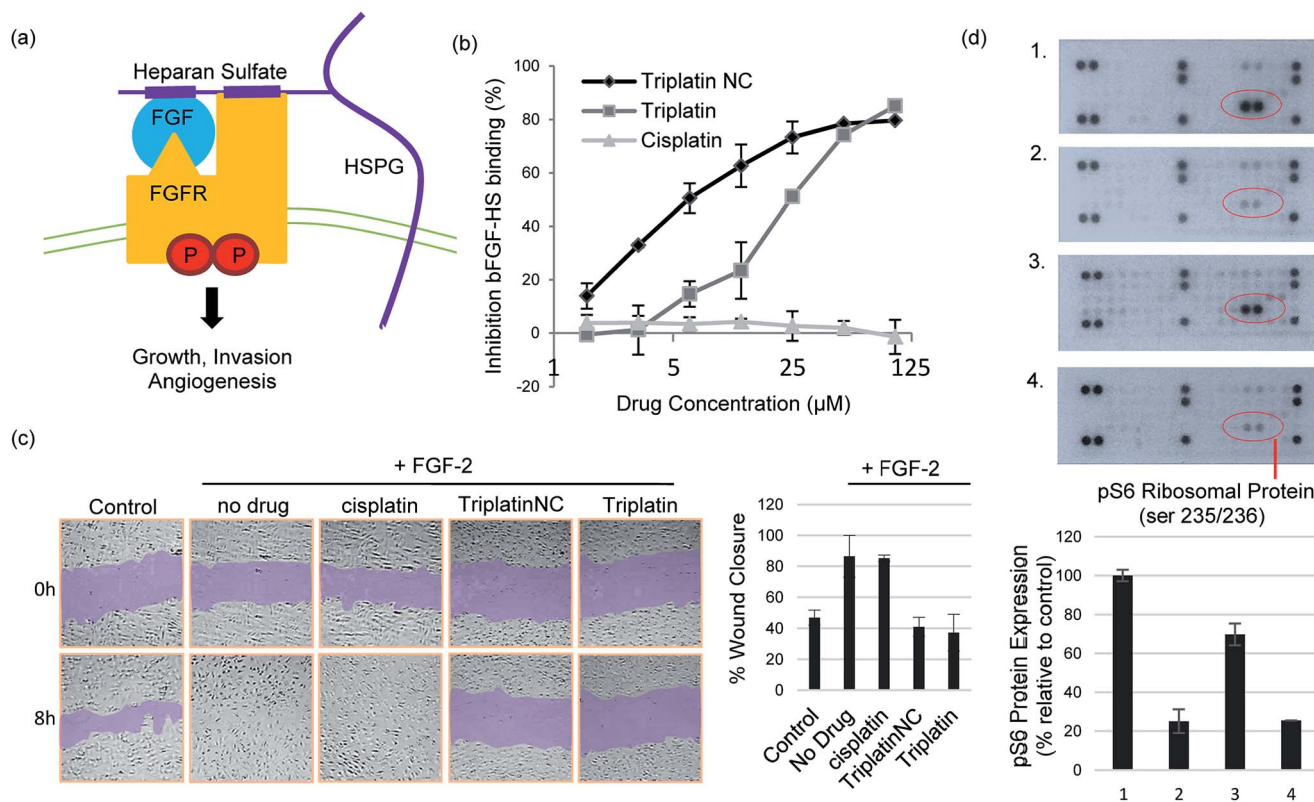 (a)
Heparan Sulfate
FGF
FGFR
HSPG
P P
Growth, Invasion
Angiogenesis
(b)
Inhibition bFGF-HS binding (%)
100
80
60
40
20
0
-20
1 5 25 125
Drug Concentration (µM)
Triplatin NC
Triplatin
Cisplatin
(c)
+ FGF-2
Control no drug cisplatin TriplatinNC Triplatin
0h
8h
+ FGF-2
% Wound Closure
120
100
80
60
40
20
0
Control
No Drug
cisplatin
TriplatinNC
Triplatin
(d)
1.
2.
3.
4.
pS6 Ribosomal Protein
(ser 235/236)
pS6 Protein Expression
(% relative to control)
120
100
80
60
40
20
0
1 2 3 4